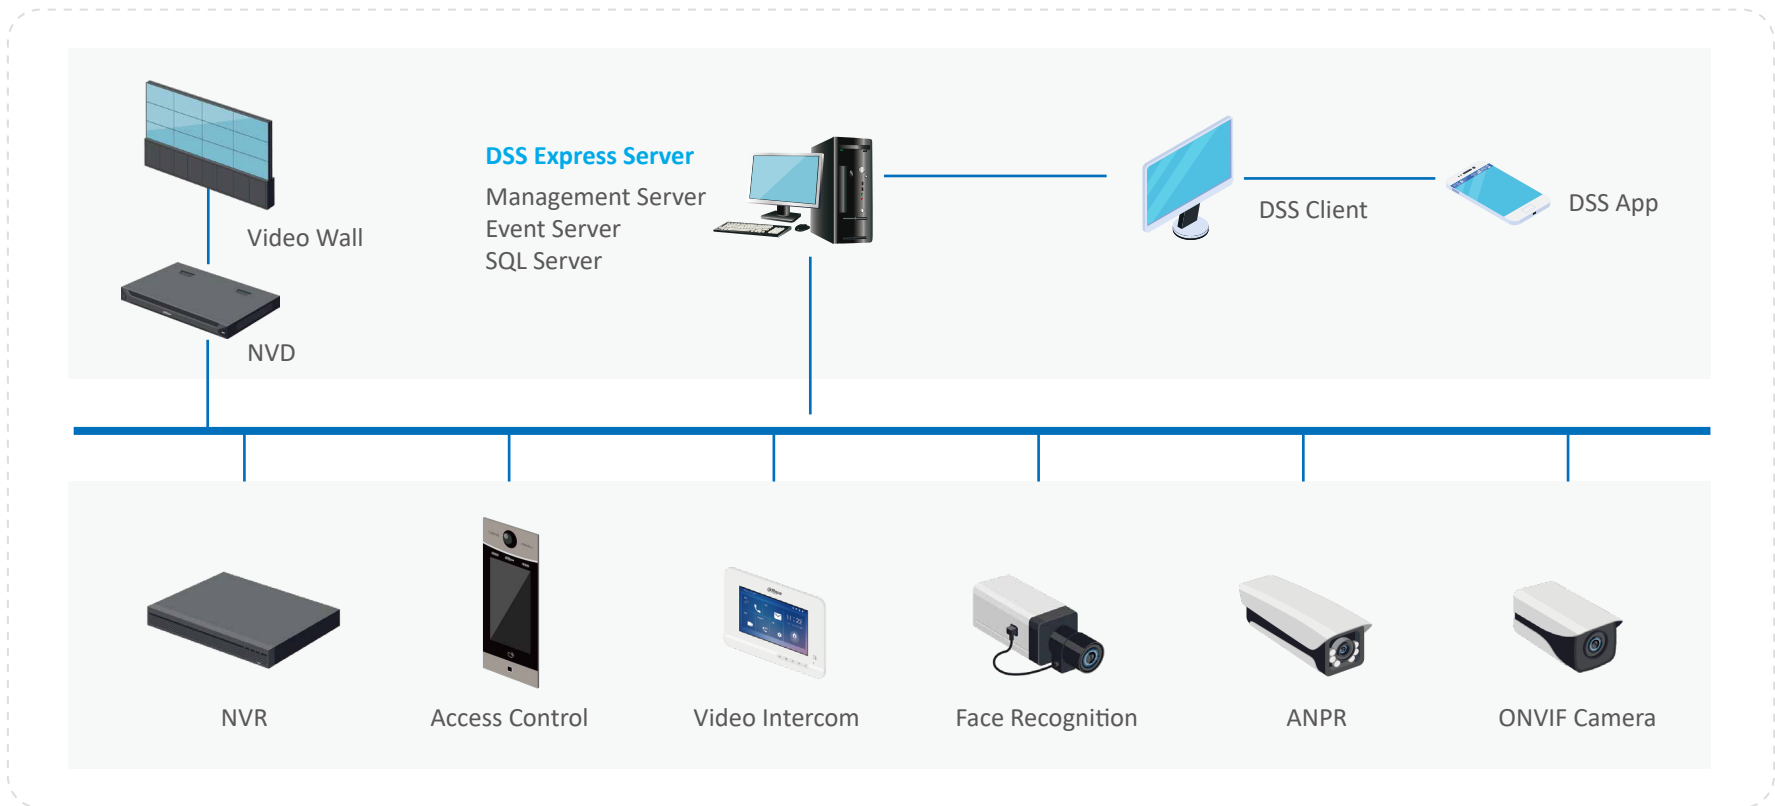 DSS Express Server
Management Server
Event Server
SQL Server
Video Wall
NVD
DSS Client
DSS App
NVR
Access Control
Video Intercom
Face Recognition
ANPR
ONVIF Camera